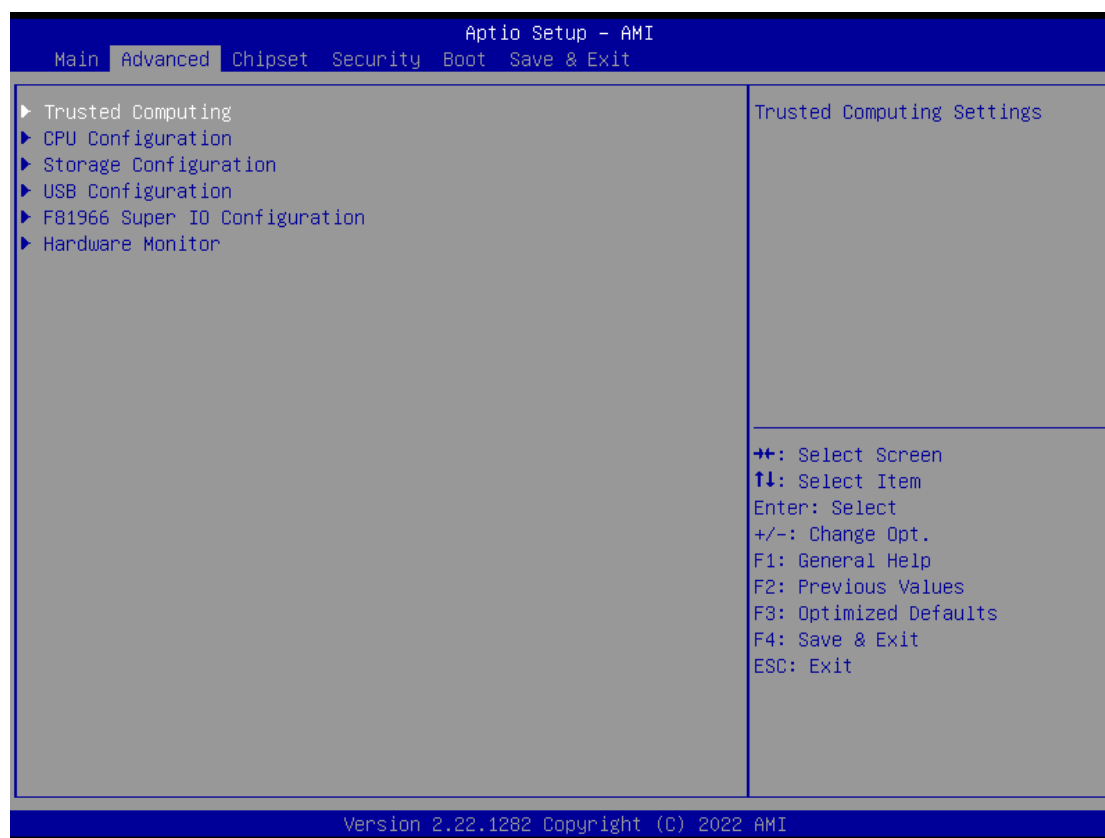 Aptio Setup – AMI
Main Advanced Chipset Security Boot Save & Exit
▶ Trusted Computing
▶ CPU Configuration
▶ Storage Configuration
▶ USB Configuration
▶ F81966 Super IO Configuration
▶ Hardware Monitor
Trusted Computing Settings
→←: Select Screen
↑↓: Select Item
Enter: Select
+/-: Change Opt.
F1: General Help
F2: Previous Values
F3: Optimized Defaults
F4: Save & Exit
ESC: Exit
Version 2.22.1282 Copyright (C) 2022 AMI